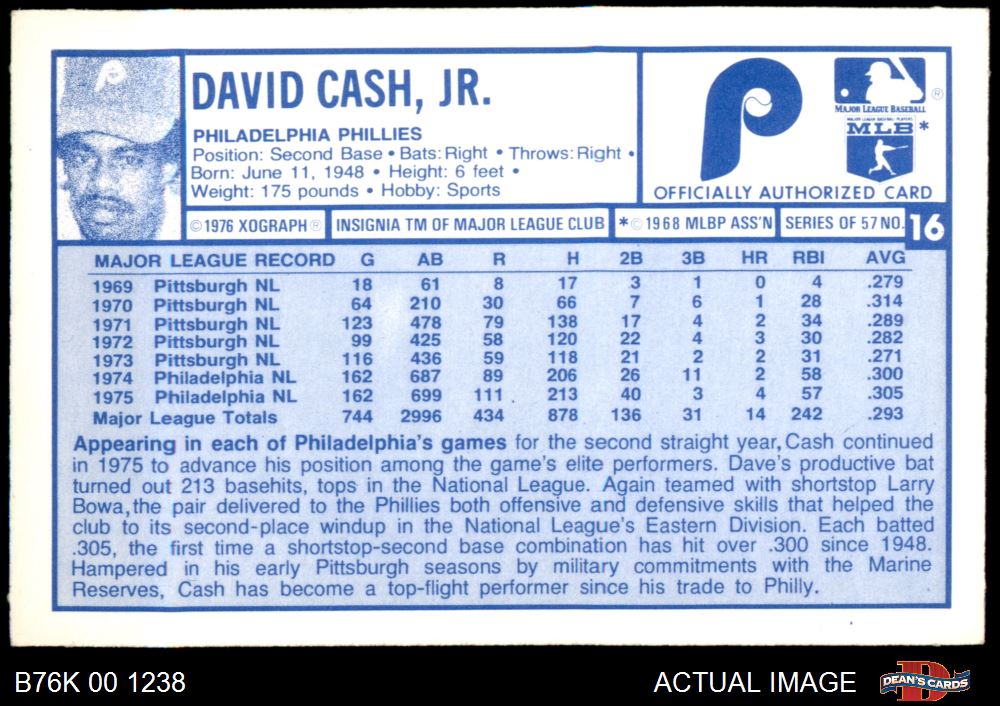 DAVID CASH, JR.
PHILADELPHIA PHILLIES
Position: Second Base • Bats: Right • Throws: Right •
Born: June 11, 1948 • Height: 6 feet •
Weight: 175 pounds • Hobby: Sports
P
P
MAJOR LEAGUE BASEBALL ®
MAJOR LEAGUE BASEBALL PLAYERS
MLB *
OFFICIALLY AUTHORIZED CARD
© 1976 XOGRAPH ® INSIGNIA TM OF MAJOR LEAGUE CLUB * © 1968 MLBP ASS'N SERIES OF 57 NO. 16
MAJOR LEAGUE RECORD G AB R H 2B 3B HR RBI AVG
1969 Pittsburgh NL 18 61 8 17 3 1 0 4 .279
1970 Pittsburgh NL 64 210 30 66 7 6 1 28 .314
1971 Pittsburgh NL 123 478 79 138 17 4 2 34 .289
1972 Pittsburgh NL 99 425 58 120 22 4 3 30 .282
1973 Pittsburgh NL 116 436 59 118 21 2 2 31 .271
1974 Philadelphia NL 162 687 89 206 26 11 2 58 .300
1975 Philadelphia NL 162 699 111 213 40 3 4 57 .305
Major League Totals 744 2996 434 878 136 31 14 242 .293
Appearing in each of Philadelphia's games for the second straight year, Cash continued
in 1975 to advance his position among the game's elite performers. Dave's productive bat
turned out 213 basehits, tops in the National League. Again teamed with shortstop Larry
Bowa, the pair delivered to the Phillies both offensive and defensive skills that helped the
club to its second-place windup in the National League's Eastern Division. Each batted
.305, the first time a shortstop-second base combination has hit over .300 since 1948.
Hampered in his early Pittsburgh seasons by military commitments with the Marine
Reserves, Cash has become a top-flight performer since his trade to Philly.
B76K 00 1238
ACTUAL IMAGE
D
DEAN'S CARDS